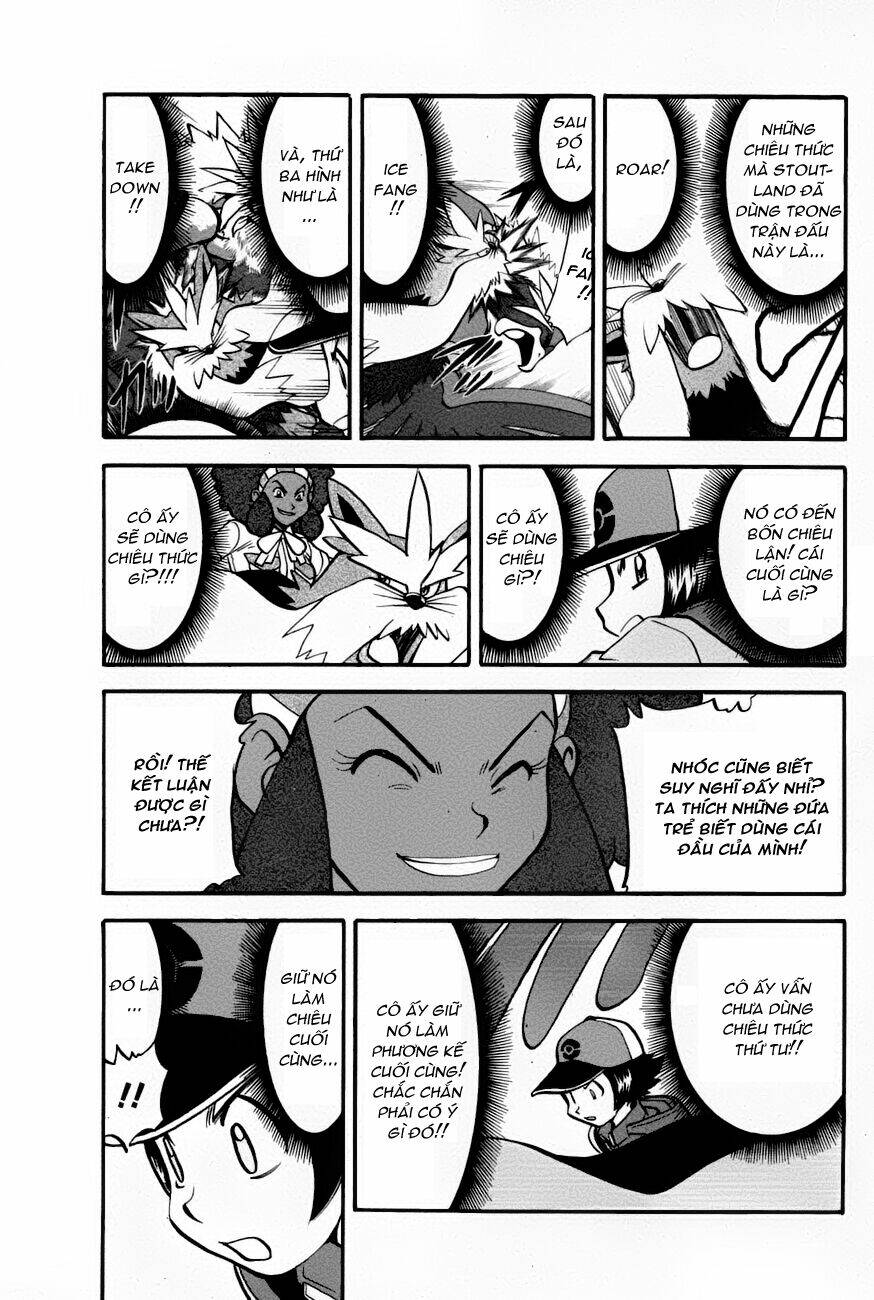 NHỮNG
CHIÊU THỨC
MÀ STOUT-
LAND ĐÃ
DÙNG TRONG
TRẬN ĐẤU
NÀY LÀ...
ROAR!
SAU
ĐÓ
LÀ,
ICE
FANG
!!
ICE
FANG
!!
VÀ, THỨ
BA HÌNH
NHƯ LÀ
...
TAKE
DOWN
!!
NÓ CÓ ĐẾN
BỐN CHIÊU
LẬN! CÁI
CUỐI CÙNG
LÀ GÌ?
CÔ ẤY
SẼ DÙNG
CHIÊU
GÌ?!
CÔ ẤY
SẼ DÙNG
CHIÊU THỨC
GÌ?!!!
NHÓC CŨNG BIẾT
SUY NGHĨ ĐẤY NHỈ?
TA THÍCH NHỮNG ĐỨA
TRẺ BIẾT DÙNG CÁI
ĐẦU CỦA MÌNH!
RỒI! THẾ
KẾT LUẬN
ĐƯỢC GÌ
CHƯA?!
CÔ ẤY VẪN
CHƯA DÙNG
CHIÊU THỨC
THỨ TƯ!!
CÔ ẤY GIỮ
NÓ LÀM
PHƯƠNG KẾ
CUỐI CÙNG!
CHẮC CHẮN
PHẢI CÓ Ý
GÌ ĐÓ!!
GIỮ NÓ
LÀM
CHIÊU
CUỐI
CÙNG...
ĐÓ LÀ
...
!!